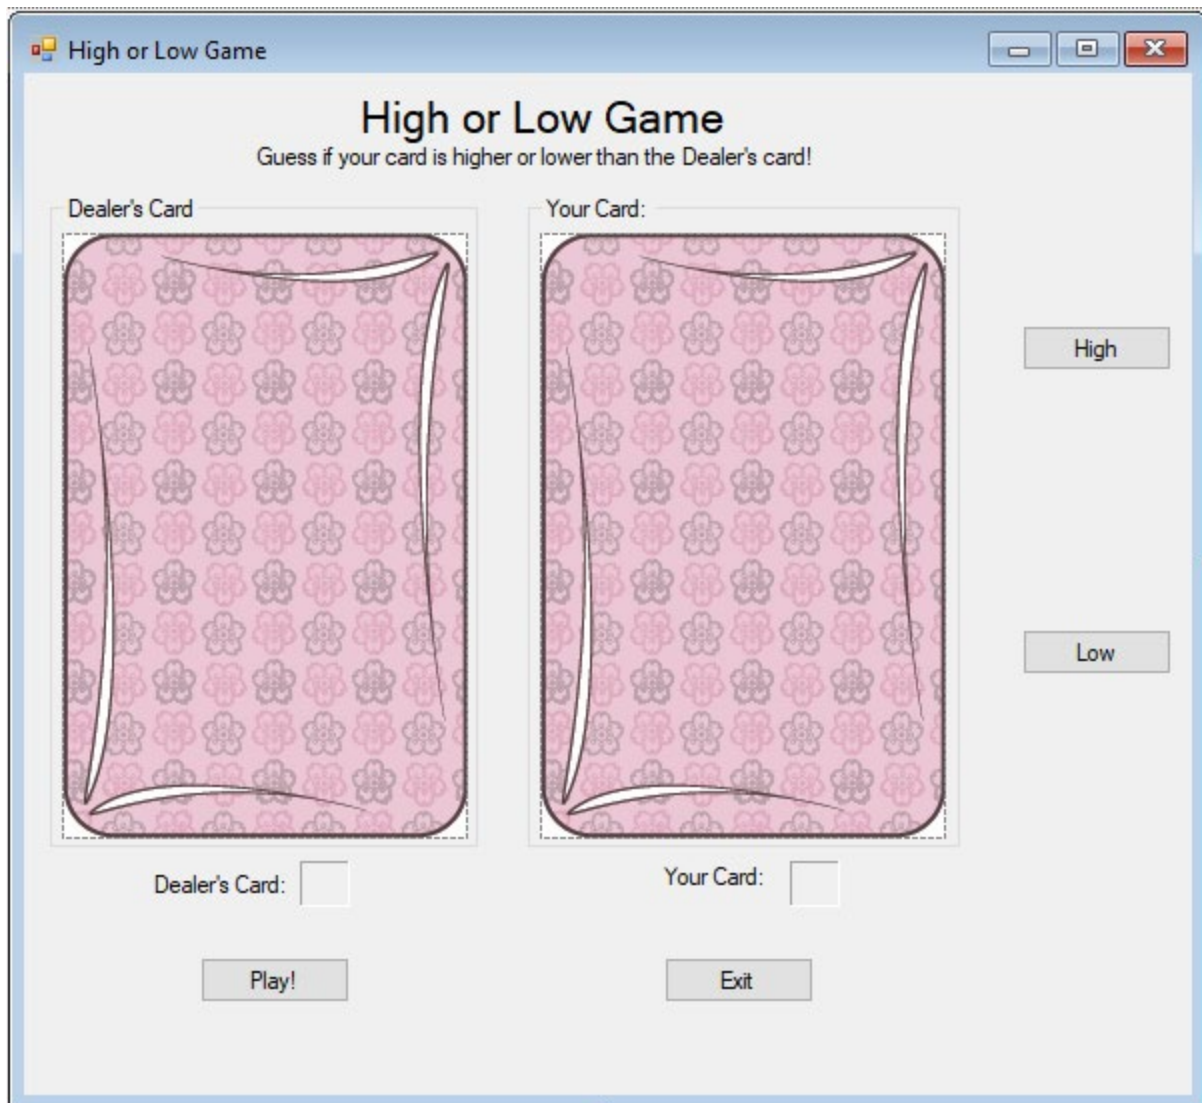 High or Low Game
High or Low Game
Guess if your card is higher or lower than the Dealer's card!
Dealer's Card
Your Card:
High
Low
Dealer's Card:
Your Card:
Play!
Exit